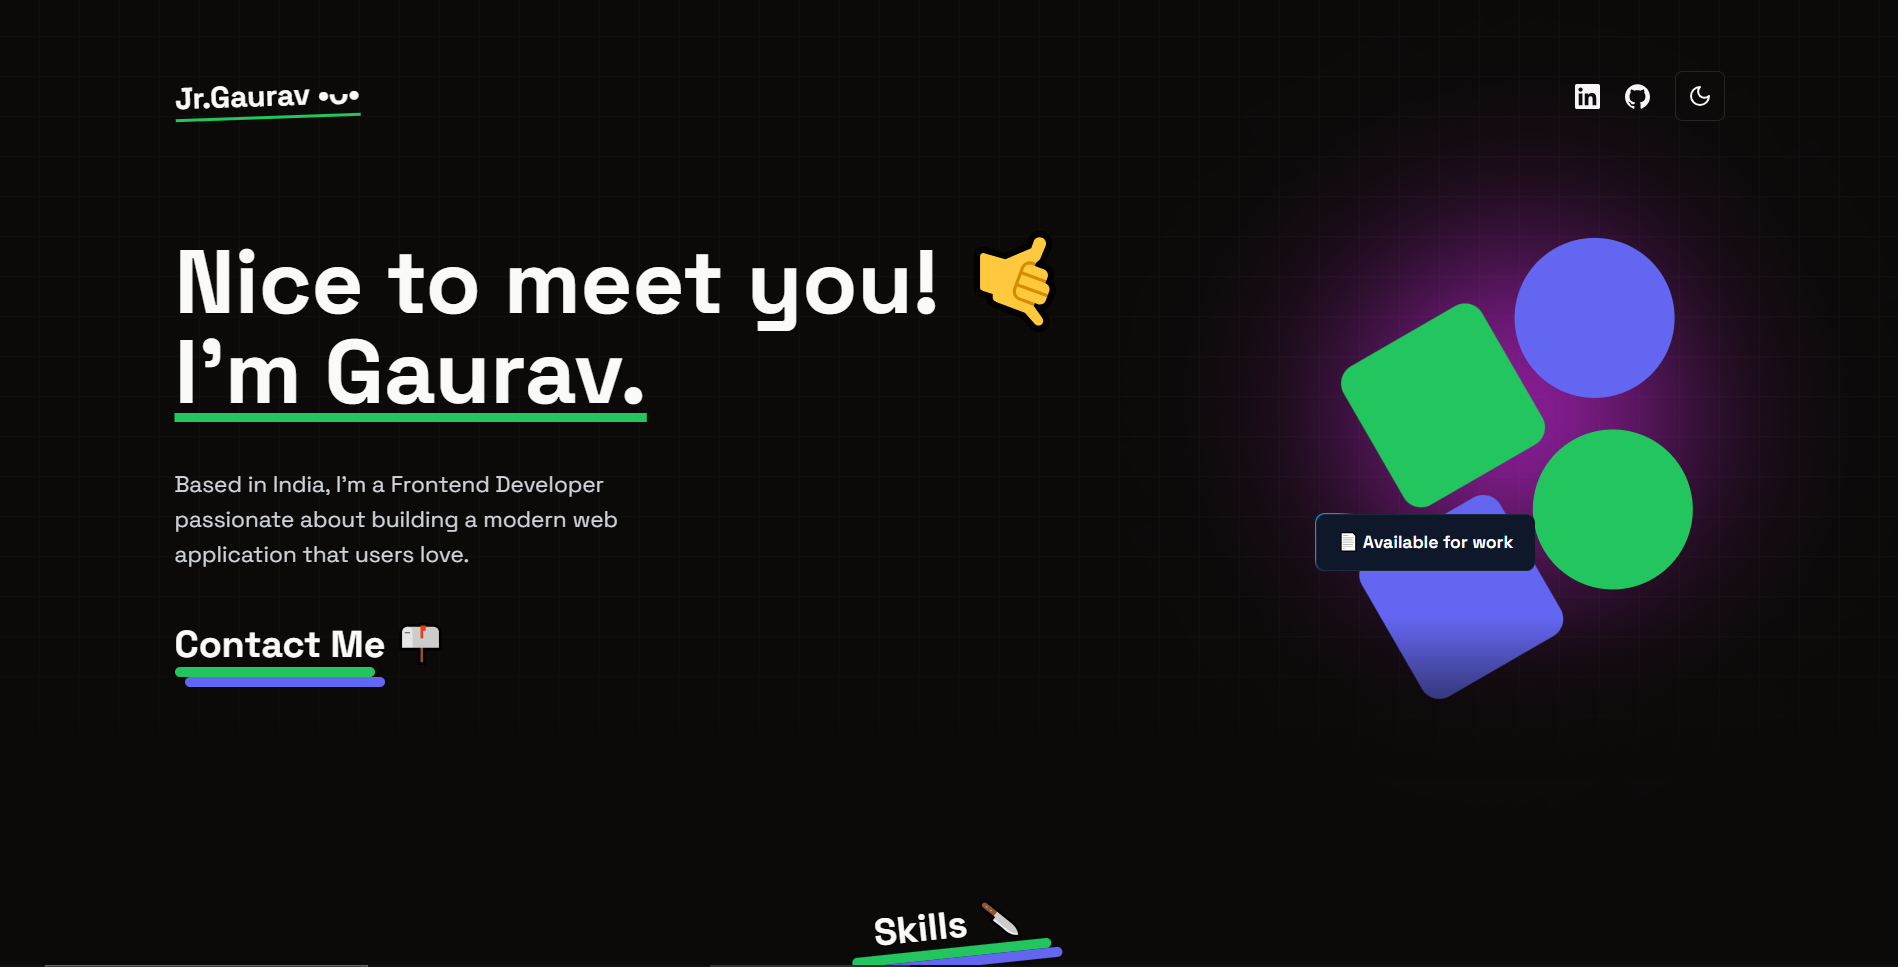 Jr.Gaurav •ᴗ•
Nice to meet you! 🤙
I'm Gaurav.
Based in India, I'm a Frontend Developer
passionate about building a modern web
application that users love.
📄 Available for work
Contact Me 📪
Skills 🔪